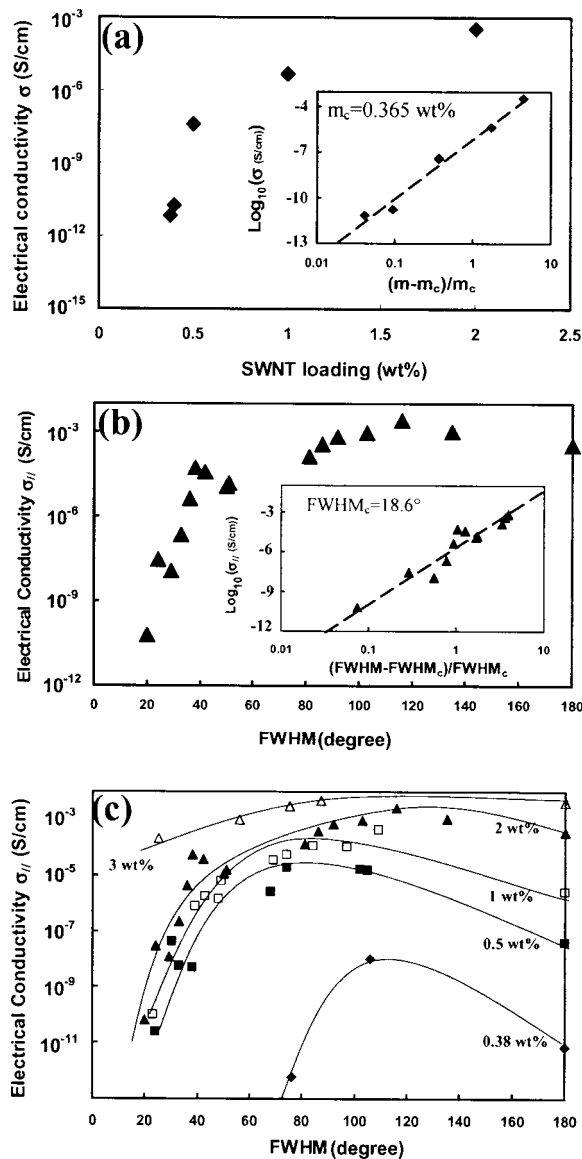 (a)
Electrical conductivity σ (S/cm)
10⁻³
10⁻⁶
10⁻⁹
10⁻¹²
10⁻¹⁵
0 0.5 1 1.5 2 2.5
SWNT loading (wt%)
m_c=0.365 wt%
Log₁₀(σ (S/cm))
-4
-7
-10
-13
0.01 0.1 1 10
(m-m_c)/m_c
(b)
Electrical Conductivity σ// (S/cm)
10⁻³
10⁻⁶
10⁻⁹
10⁻¹²
0 20 40 60 80 100 120 140 160 180
FWHM(degree)
FWHM_c=18.6°
Log₁₀(σ// (S/cm))
-3
-6
-9
-12
0.01 0.1 1 10
(FWHM-FWHM_c)/FWHM_c
(c)
Electrical Conductivity σ// (S/cm)
10⁻³
10⁻⁵
10⁻⁷
10⁻⁹
10⁻¹¹
3 wt%
2 wt%
1 wt%
0.5 wt%
0.38 wt%
0 20 40 60 80 100 120 140 160 180
FWHM (degree)